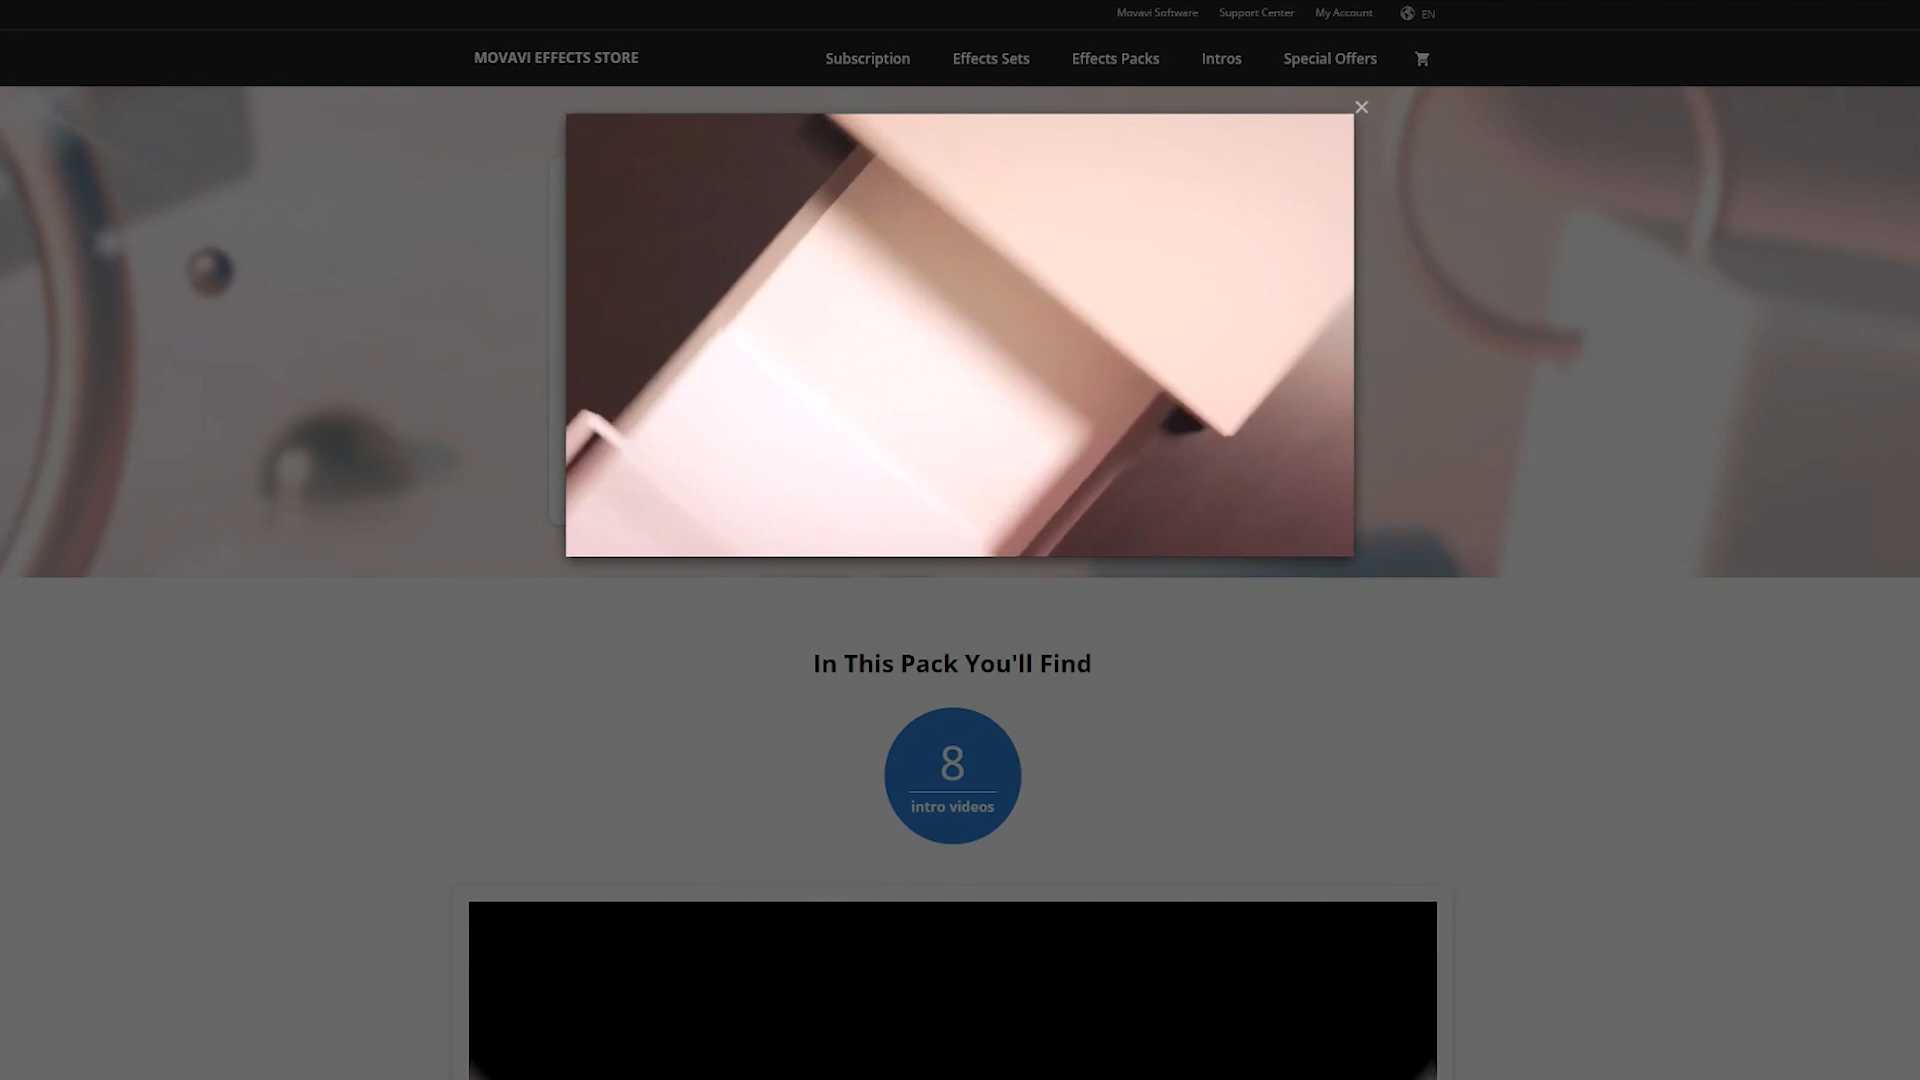 Movavi Software Support Center My Account EN
MOVAVI EFFECTS STORE Subscription Effects Sets Effects Packs Intros Special Offers
In This Pack You'll Find
8
intro videos